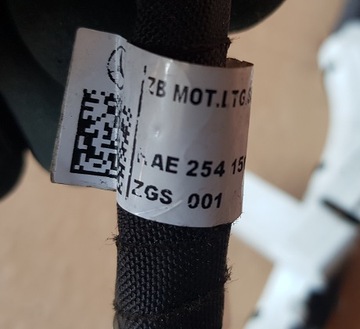 ZB MOT.LTG.
AE 254 15
ZGS 001